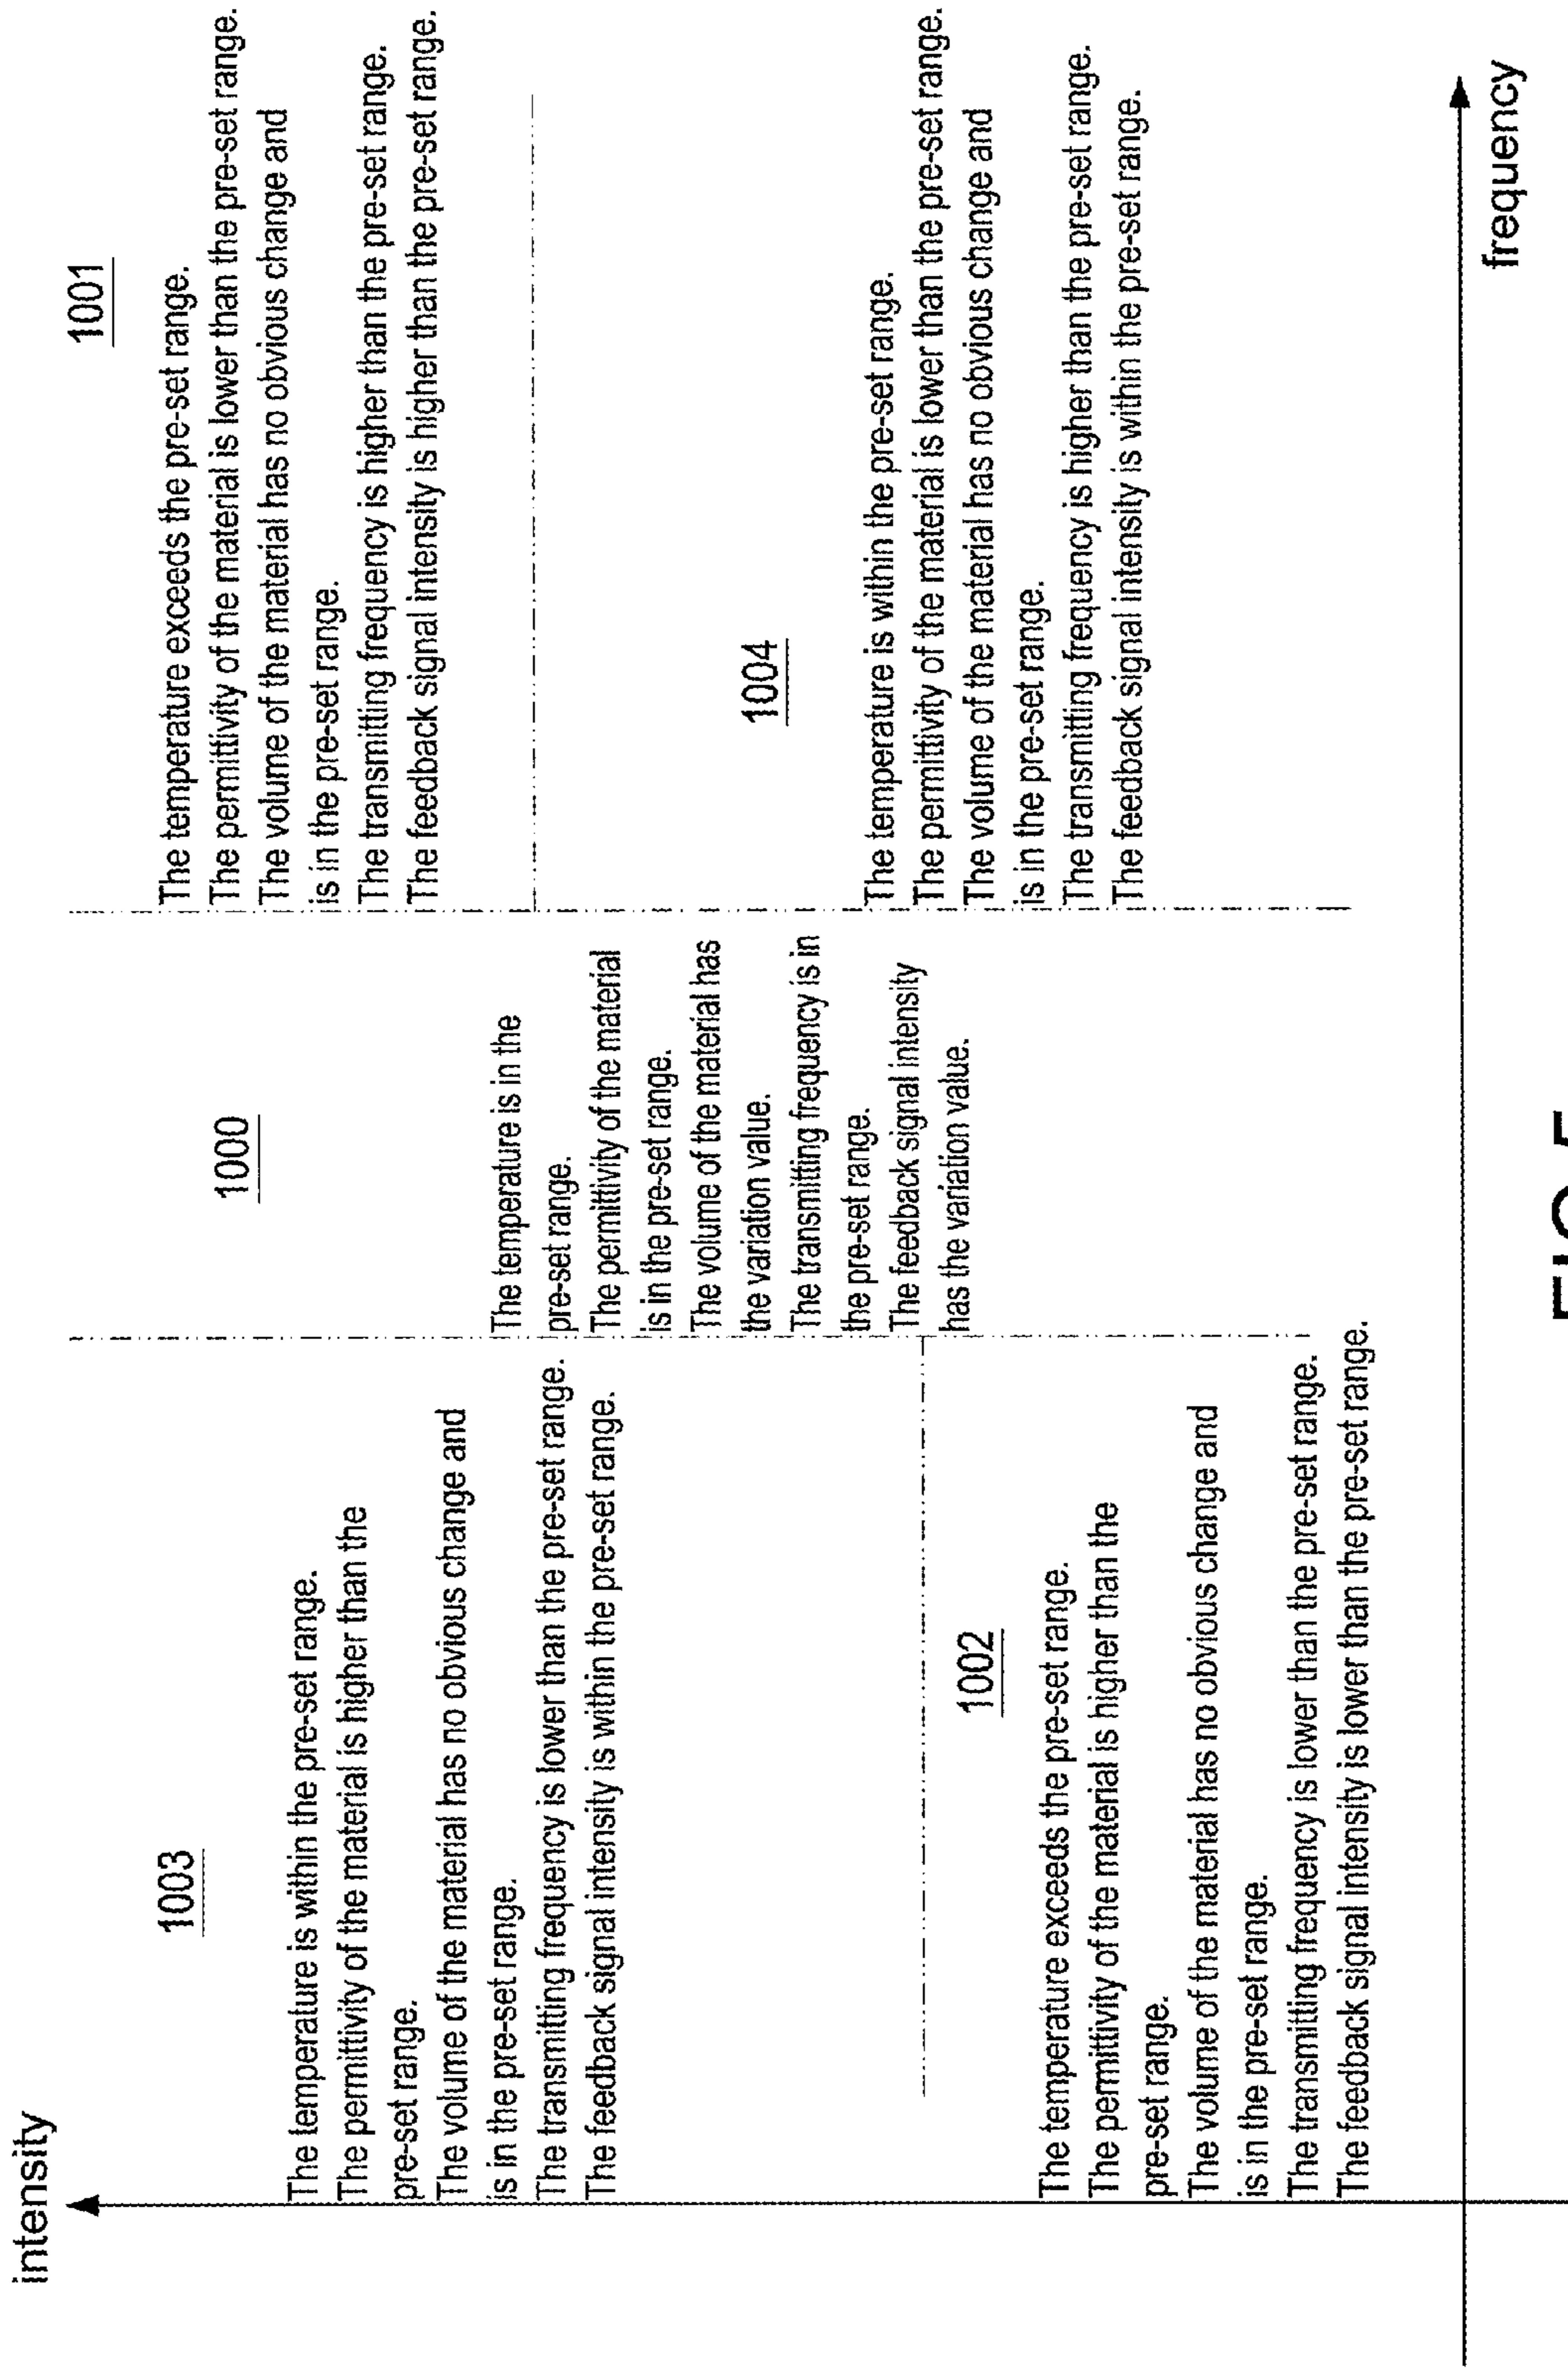 intensity
1003
The temperature is within the pre-set range.
The permittivity of the material is higher than the
pre-set range.
The volume of the material has no obvious change and
is in the pre-set range.
The transmitting frequency is lower than the pre-set range.
The feedback signal intensity is within the pre-set range.
1002
The temperature exceeds the pre-set range.
The permittivity of the material is higher than the
pre-set range.
The volume of the material has no obvious change and
is in the pre-set range.
The transmitting frequency is lower than the pre-set range.
The feedback signal intensity is lower than the pre-set range.
1000
The temperature is in the
pre-set range.
The permittivity of the material
is in the pre-set range.
The volume of the material has
the variation value.
The transmitting frequency is in
the pre-set range.
The feedback signal intensity
has the variation value.
1001
The temperature exceeds the pre-set range.
The permittivity of the material is lower than the pre-set range.
The volume of the material has no obvious change and
is in the pre-set range.
The transmitting frequency is higher than the pre-set range.
The feedback signal intensity is higher than the pre-set range.
1004
The temperature is within the pre-set range.
The permittivity of the material is lower than the pre-set range.
The volume of the material has no obvious change and
is in the pre-set range.
The transmitting frequency is higher than the pre-set range.
The feedback signal intensity is within the pre-set range.
frequency